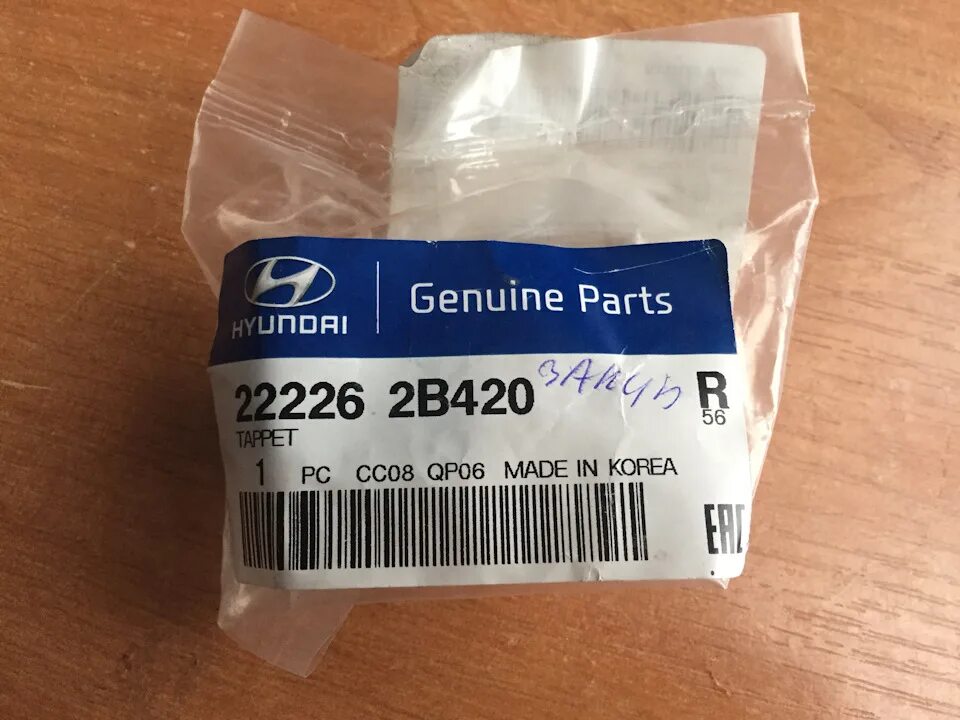 HYUNDAI
Genuine Parts
22226 2B420
R
56
TAPPET
1 PC CC08 QP06 MADE IN KOREA
EAC